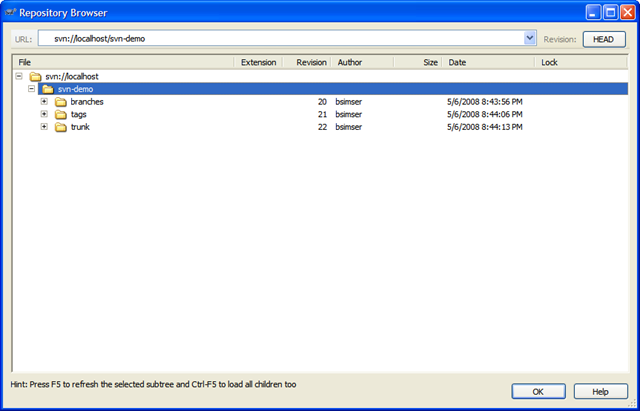 Repository Browser
URL: svn://localhost/svn-demo Revision: HEAD
File Extension Revision Author Size Date Lock
svn://localhost
svn-demo
branches 20 bsimser 5/6/2008 8:43:56 PM
tags 21 bsimser 5/6/2008 8:44:06 PM
trunk 22 bsimser 5/6/2008 8:44:13 PM
Hint: Press F5 to refresh the selected subtree and Ctrl-F5 to load all children too
OK Help